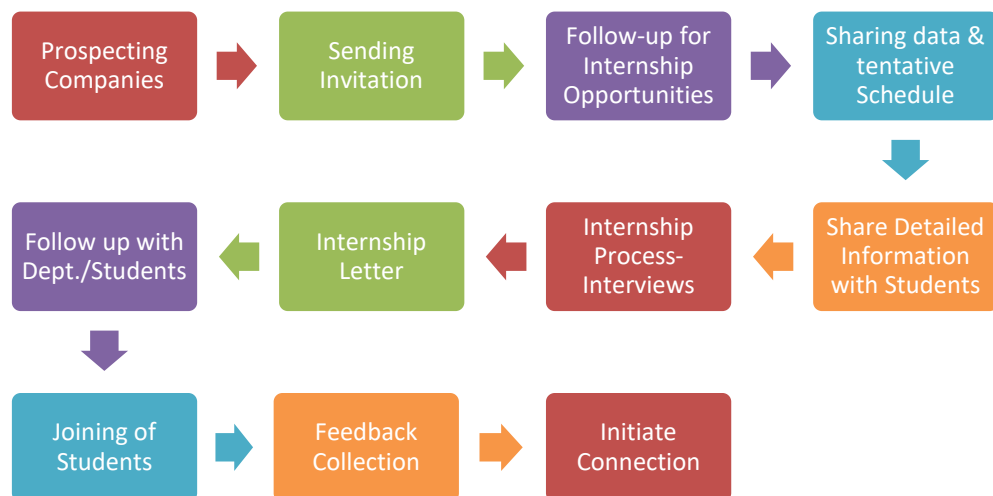 Prospecting
Companies
Sending
Invitation
Follow-up for
Internship
Opportunities
Sharing data &
tentative
Schedule
Follow up with
Dept./Students
Internship
Letter
Internship
Process-
Interviews
Share Detailed
Information
with Students
Joining of
Students
Feedback
Collection
Initiate
Connection